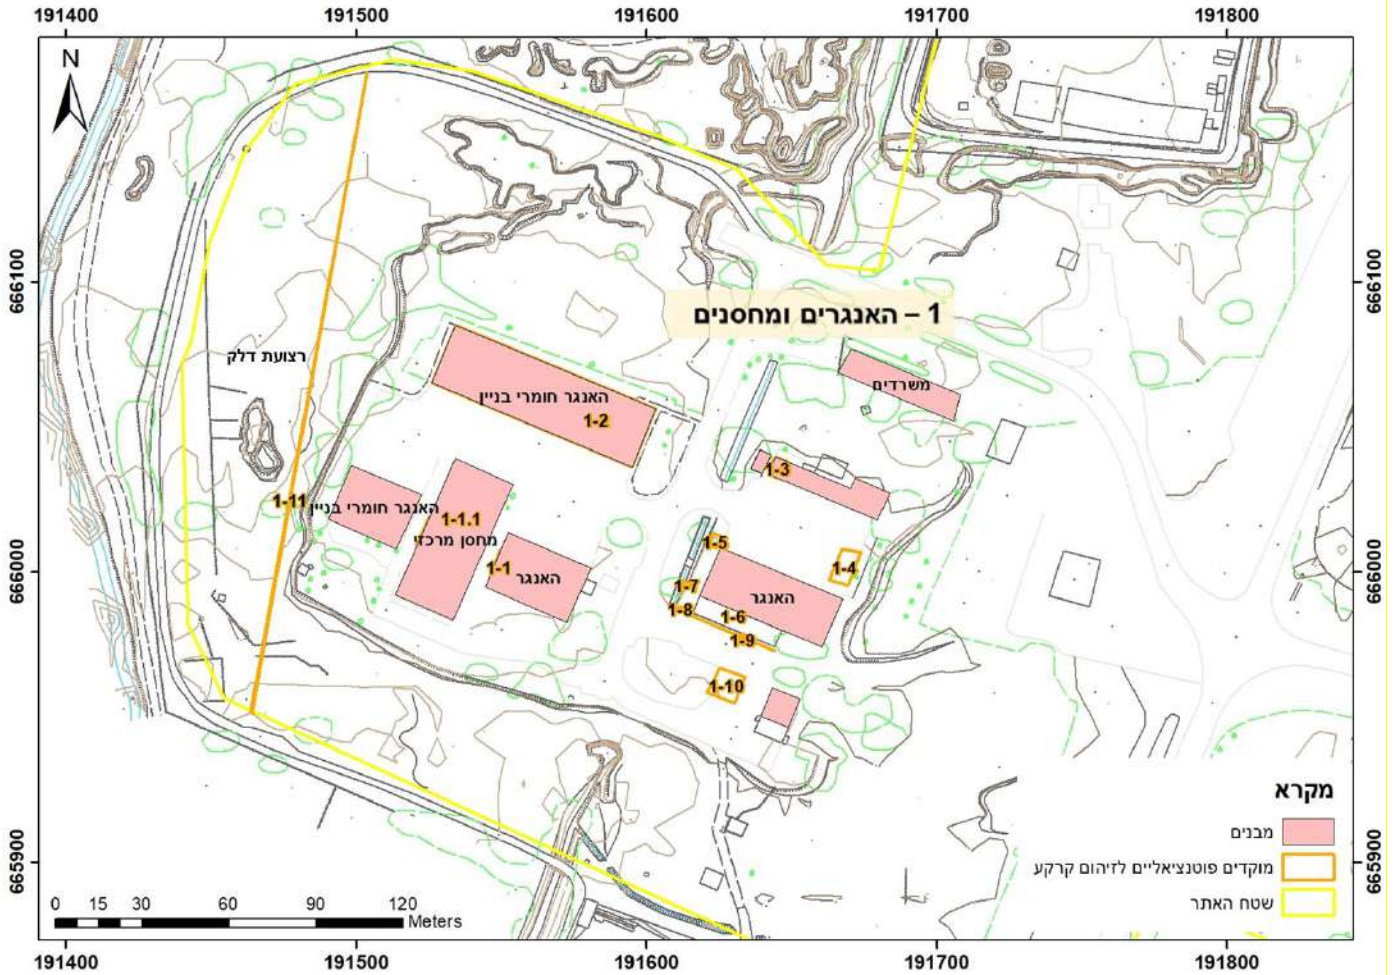 191400 191500 191600 191700 191800
N
666100
666100
1 – האנגרים ומחסנים
רצועת דלק
משרדים
האנגר חומרי בניין
1-2
1-3
1-11
האנגר חומרי בניין
1-1.1
מחסן מרכזי
1-1
האנגר
1-5
1-4
666000
666000
1-7
האנגר
1-8
1-6
1-9
1-10
מקרא
מבנים
מוקדים פוטנציאליים לזיהום קרקע
שטח האתר
665900
665900
0 15 30 60 90 120
Meters
191400 191500 191600 191700 191800